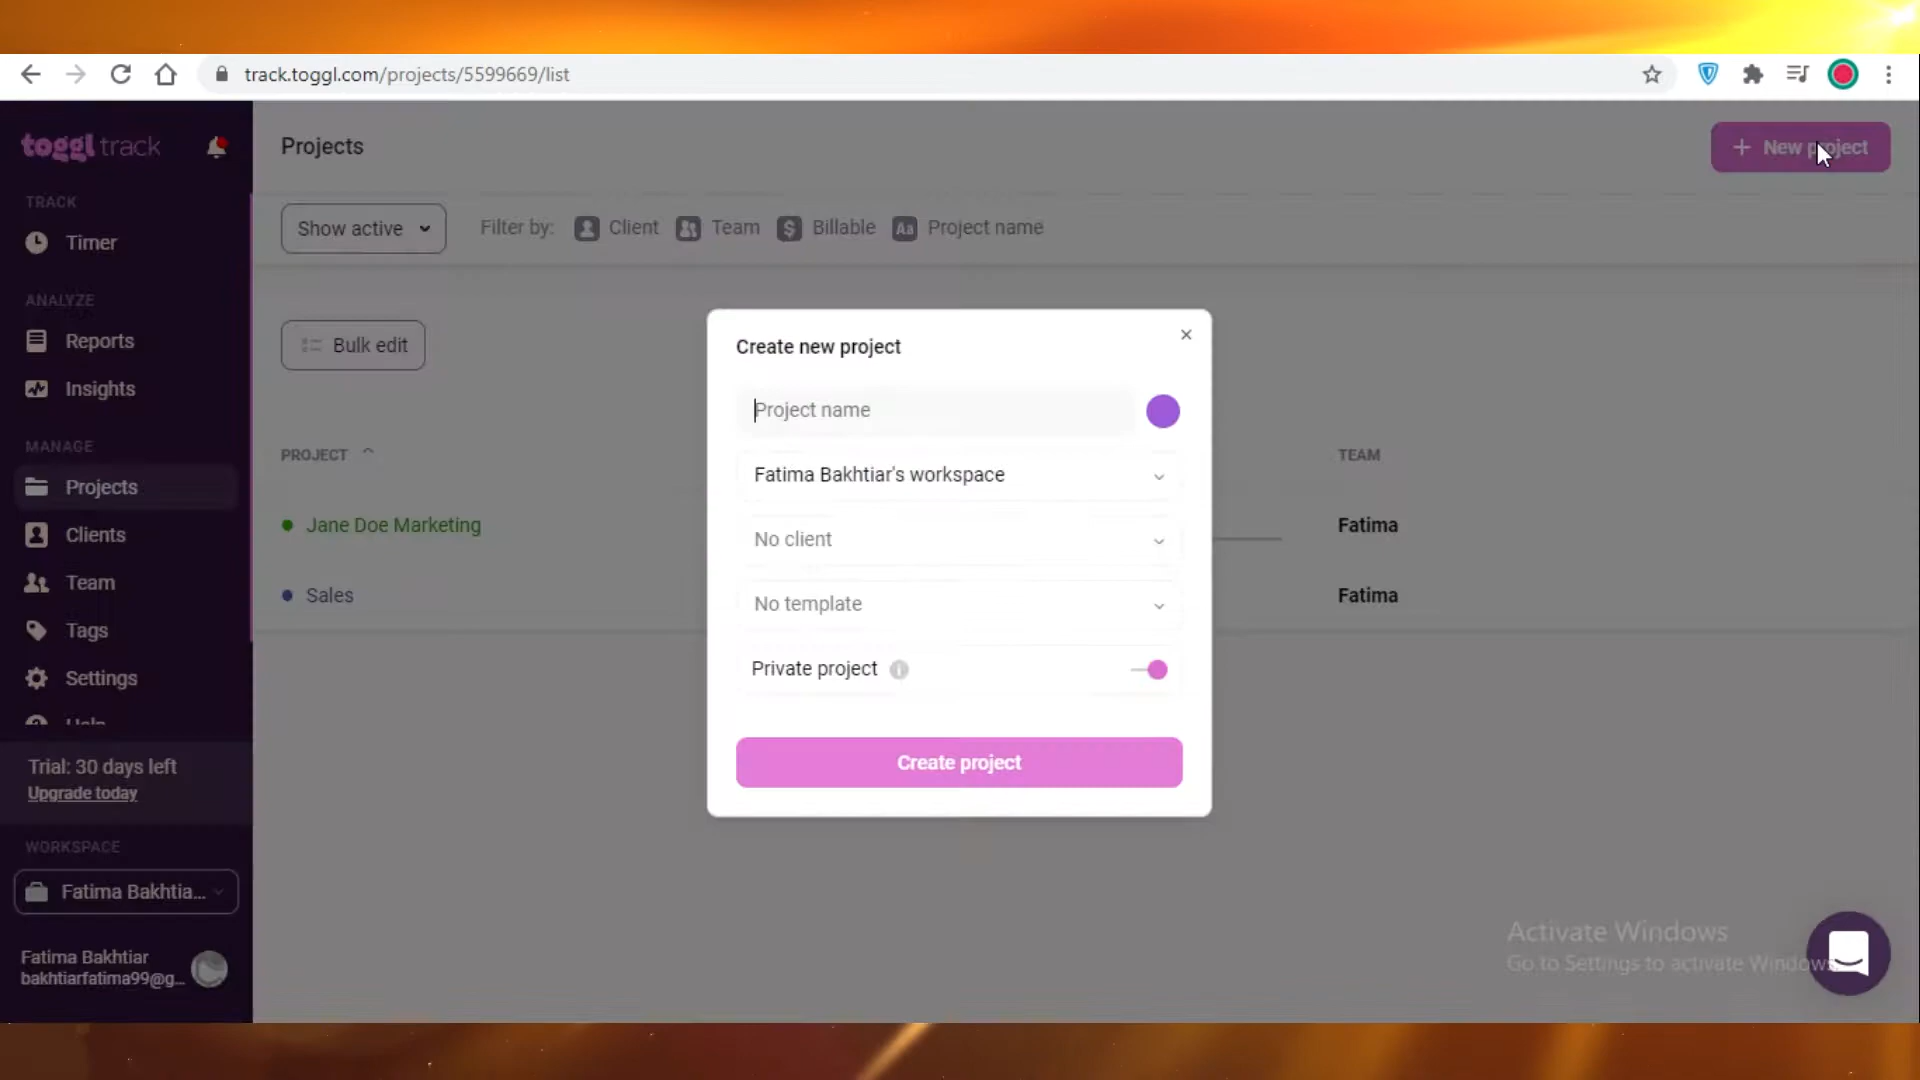 track.toggl.com/projects/5599669/list
toggl track
TRACK
Timer
ANALYZE
Reports
Insights
MANAGE
Projects
Clients
Team
Tags
Settings
Help
Trial: 30 days left
Upgrade today
WORKSPACE
Fatima Bakhtia...
Fatima Bakhtiar
bakhtiarfatima99@g...
Projects
+ New project
Show active
Filter by: Client Team $ Billable Aa Project name
Bulk edit
PROJECT
TEAM
Jane Doe Marketing
Fatima
Sales
Fatima
Create new project
×
Project name
Fatima Bakhtiar's workspace
No client
No template
Private project i
Create project
Activate Windows
Go to Settings to activate Windows